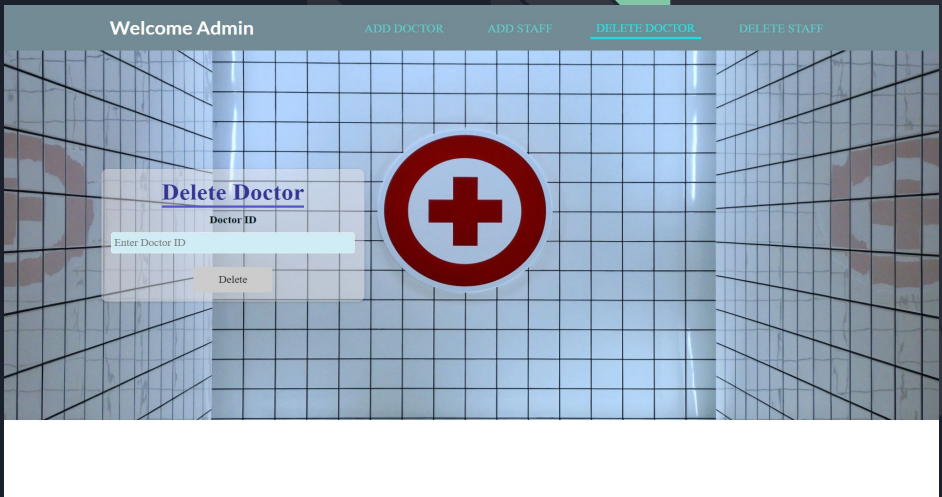 Welcome Admin
ADD DOCTOR
ADD STAFF
DELETE DOCTOR
DELETE STAFF
Delete Doctor
Doctor ID
Enter Doctor ID
Delete